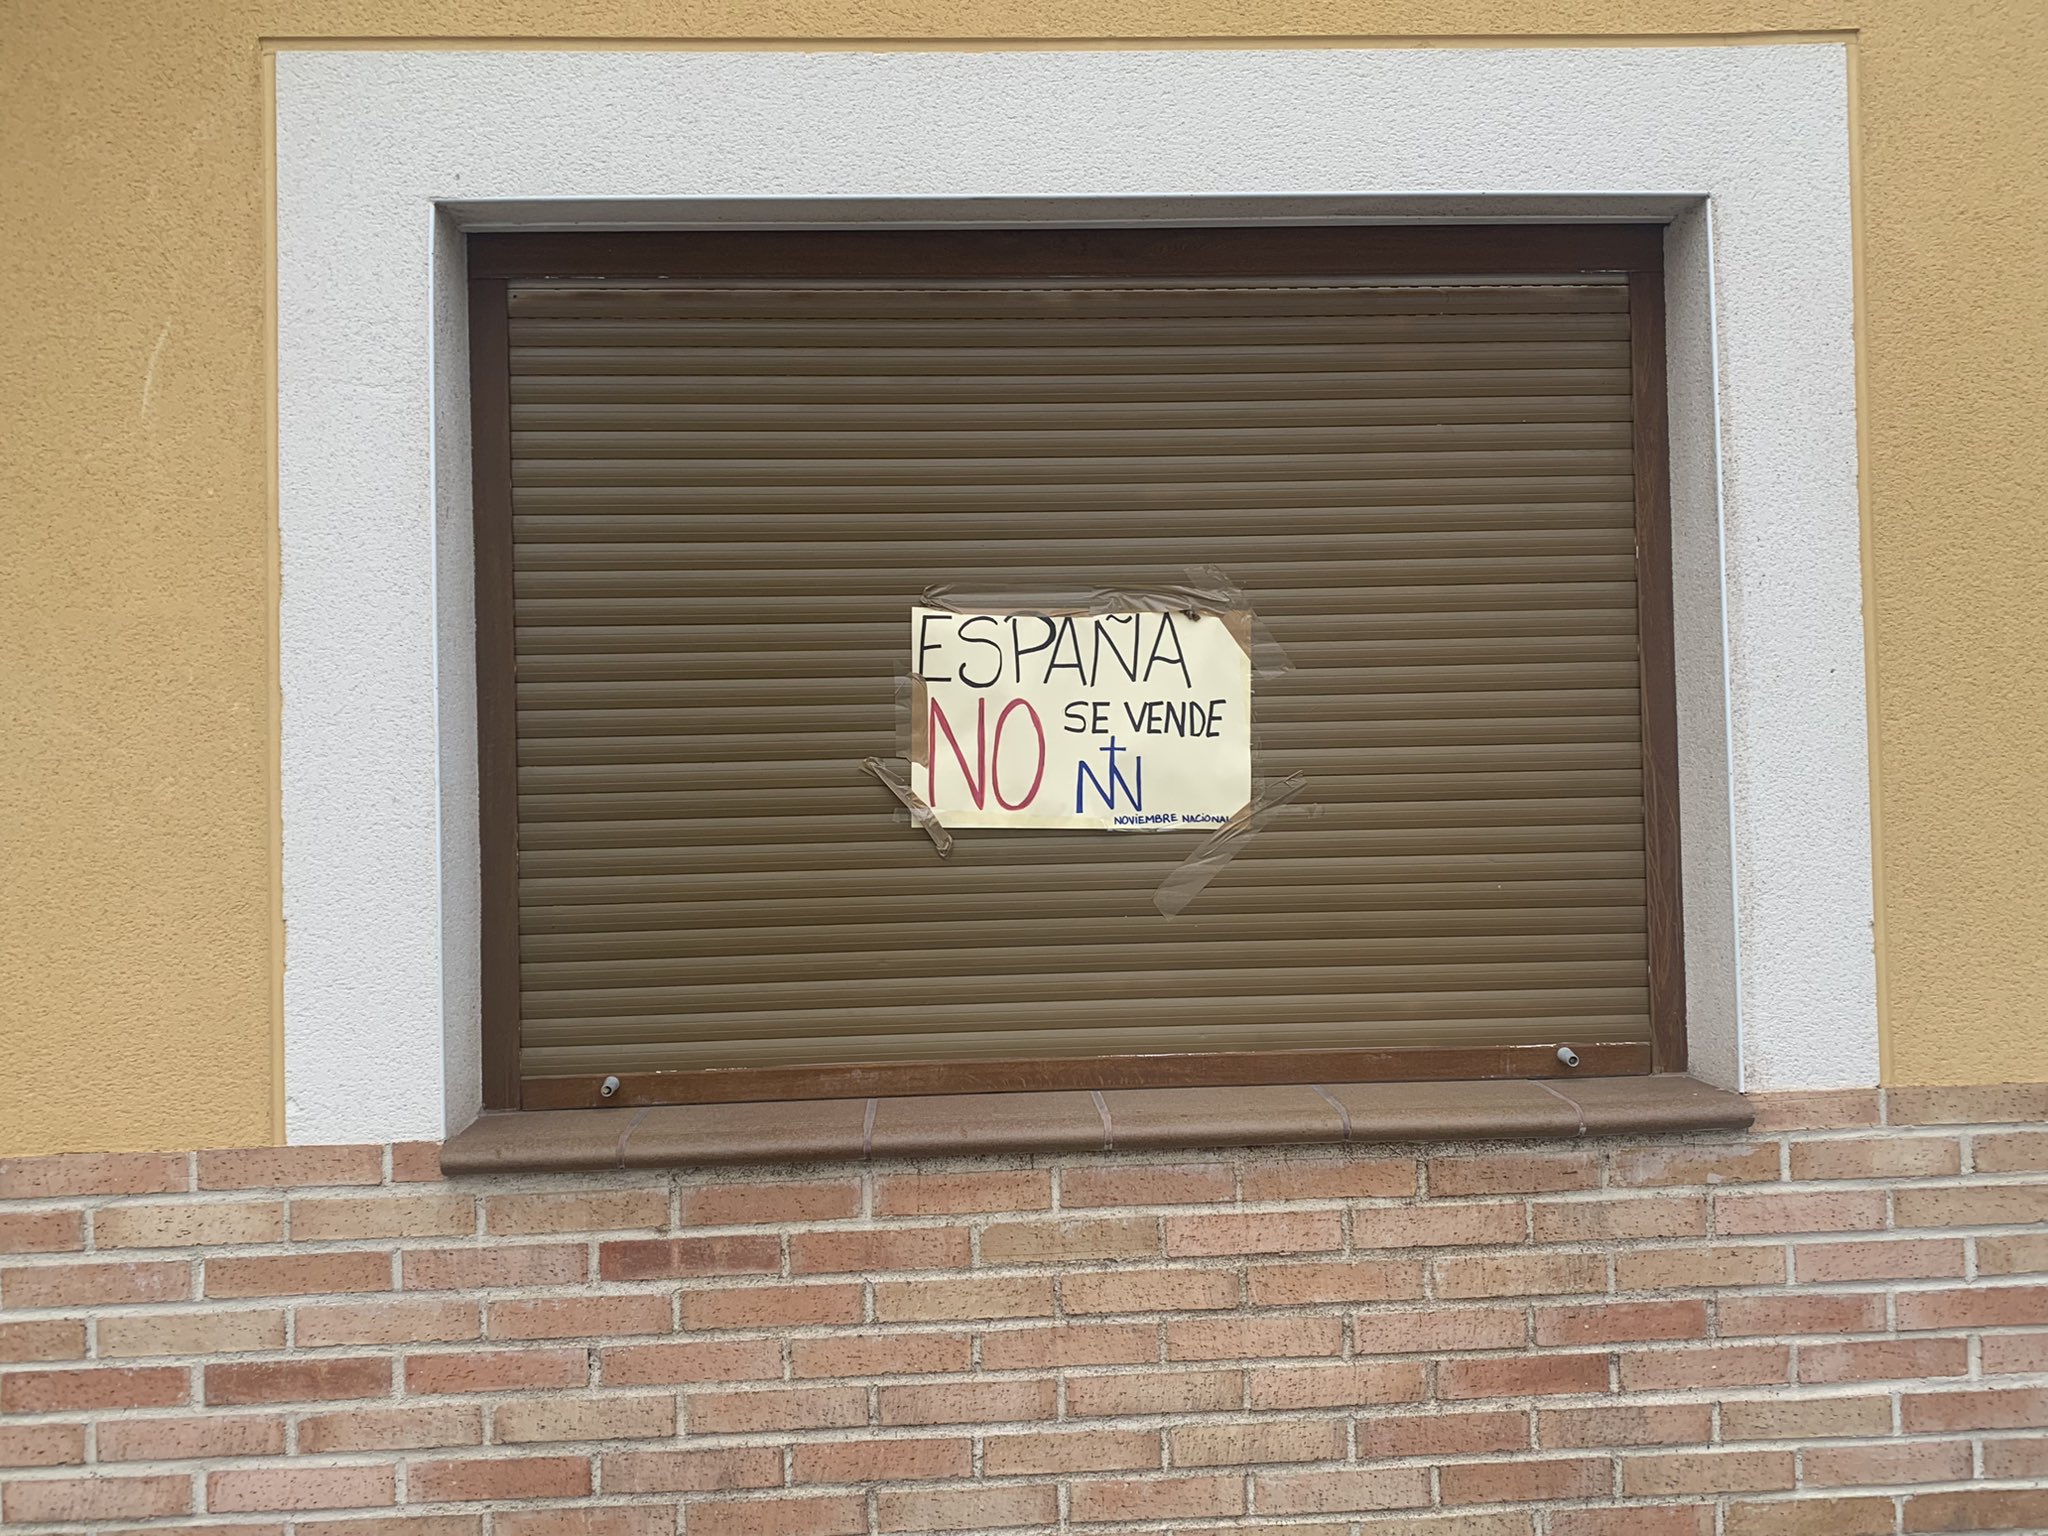 ESPAÑA
NO SE VENDE
NN
NOVIEMBRE NACIONAL